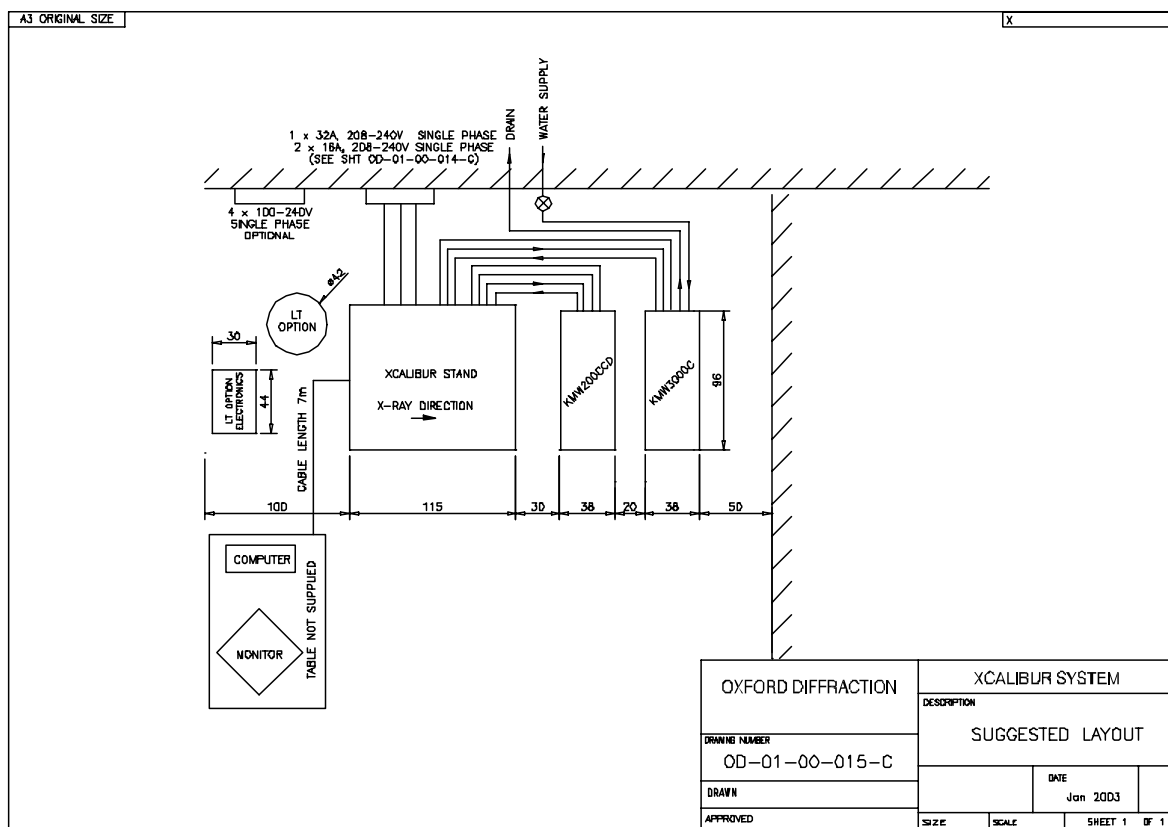 A3 ORIGINAL SIZE
X
DRAIN
WATER SUPPLY
1 x 32A, 208-240V SINGLE PHASE
2 x 16A, 208-240V SINGLE PHASE
(SEE SHT OD-01-00-014-C)
4 x 100-240V
SINGLE PHASE
OPTIONAL
ø42
LT
OPTION
30
LT OPTION
ELECTRONICS
44
XCALIBUR STAND
X-RAY DIRECTION
KMW200CCD
KMW3000C
96
CABLE LENGTH 7m
100
115
30
38
20
38
50
COMPUTER
MONITOR
TABLE NOT SUPPLIED
OXFORD DIFFRACTION
XCALIBUR SYSTEM
DESCRIPTION
SUGGESTED LAYOUT
DRAWING NUMBER
OD-01-00-015-C
DATE
Jan 2003
DRAWN
APPROVED
SIZE
SCALE
SHEET 1 OF 1